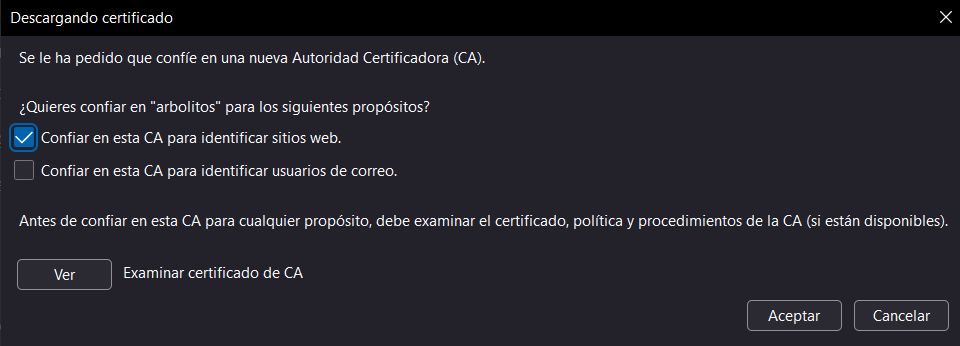 Descargando certificado
Se le ha pedido que confíe en una nueva Autoridad Certificadora (CA).
¿Quieres confiar en "arbolitos" para los siguientes propósitos?
Confiar en esta CA para identificar sitios web.
Confiar en esta CA para identificar usuarios de correo.
Antes de confiar en esta CA para cualquier propósito, debe examinar el certificado, política y procedimientos de la CA (si están disponibles).
Ver Examinar certificado de CA
Aceptar Cancelar